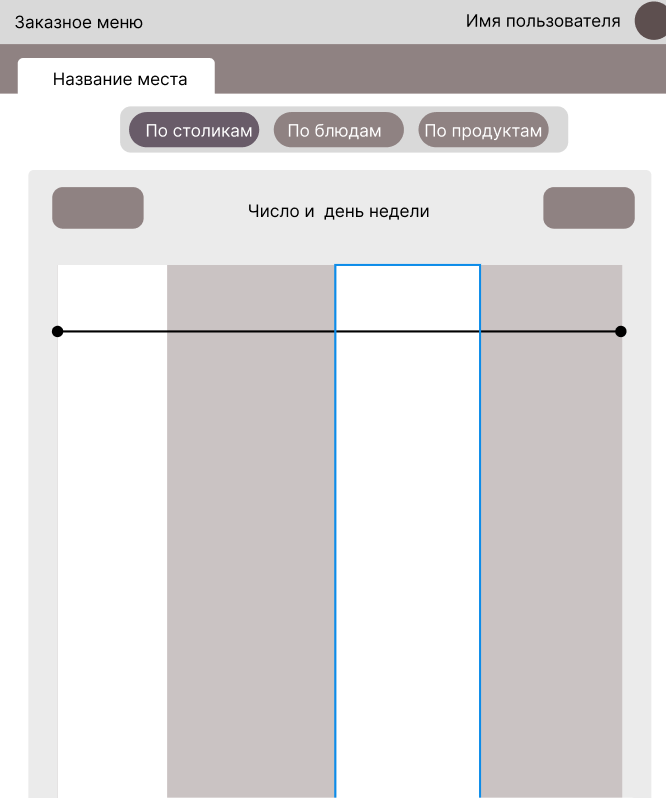 Заказное меню
Имя пользователя
Название места
По столикам
По блюдам
По продуктам
Число и  день недели